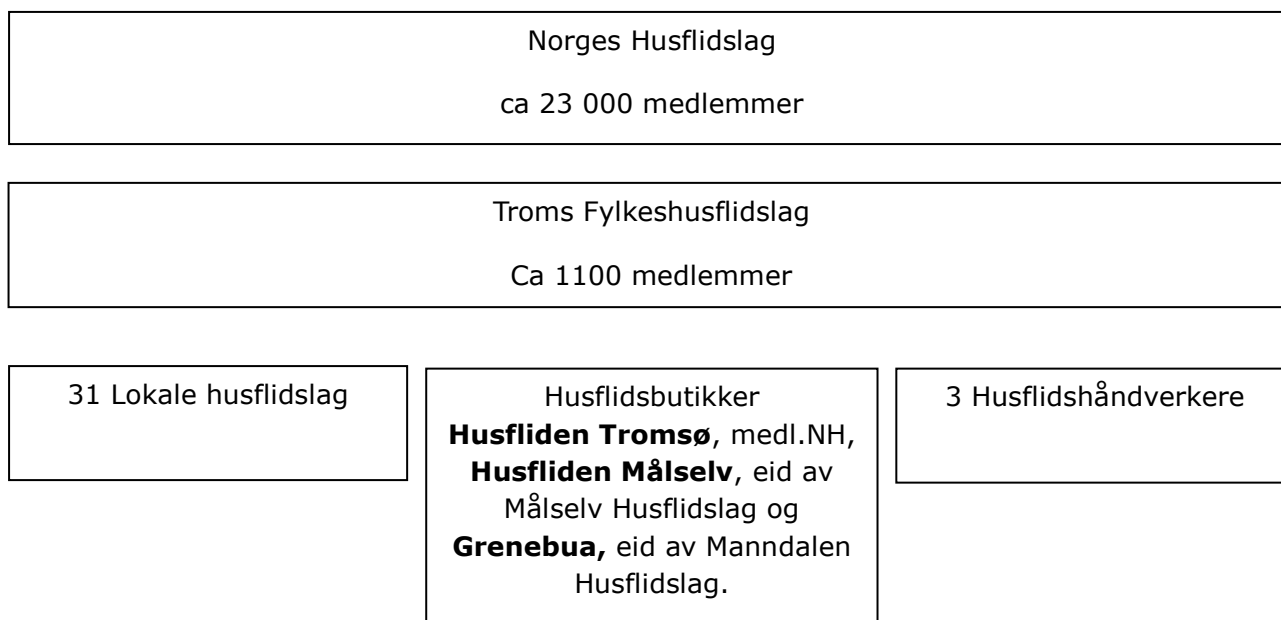 Norges Husflidslag
ca 23 000 medlemmer
Troms Fylkeshusflidslag
Ca 1100 medlemmer
31 Lokale husflidslag
Husflidsbutikker
Husfliden Tromsø, medl.NH,
Husfliden Målselv, eid av
Målselv Husflidslag og
Grenebua, eid av Manndalen
Husflidslag.
3 Husflidshåndverkere